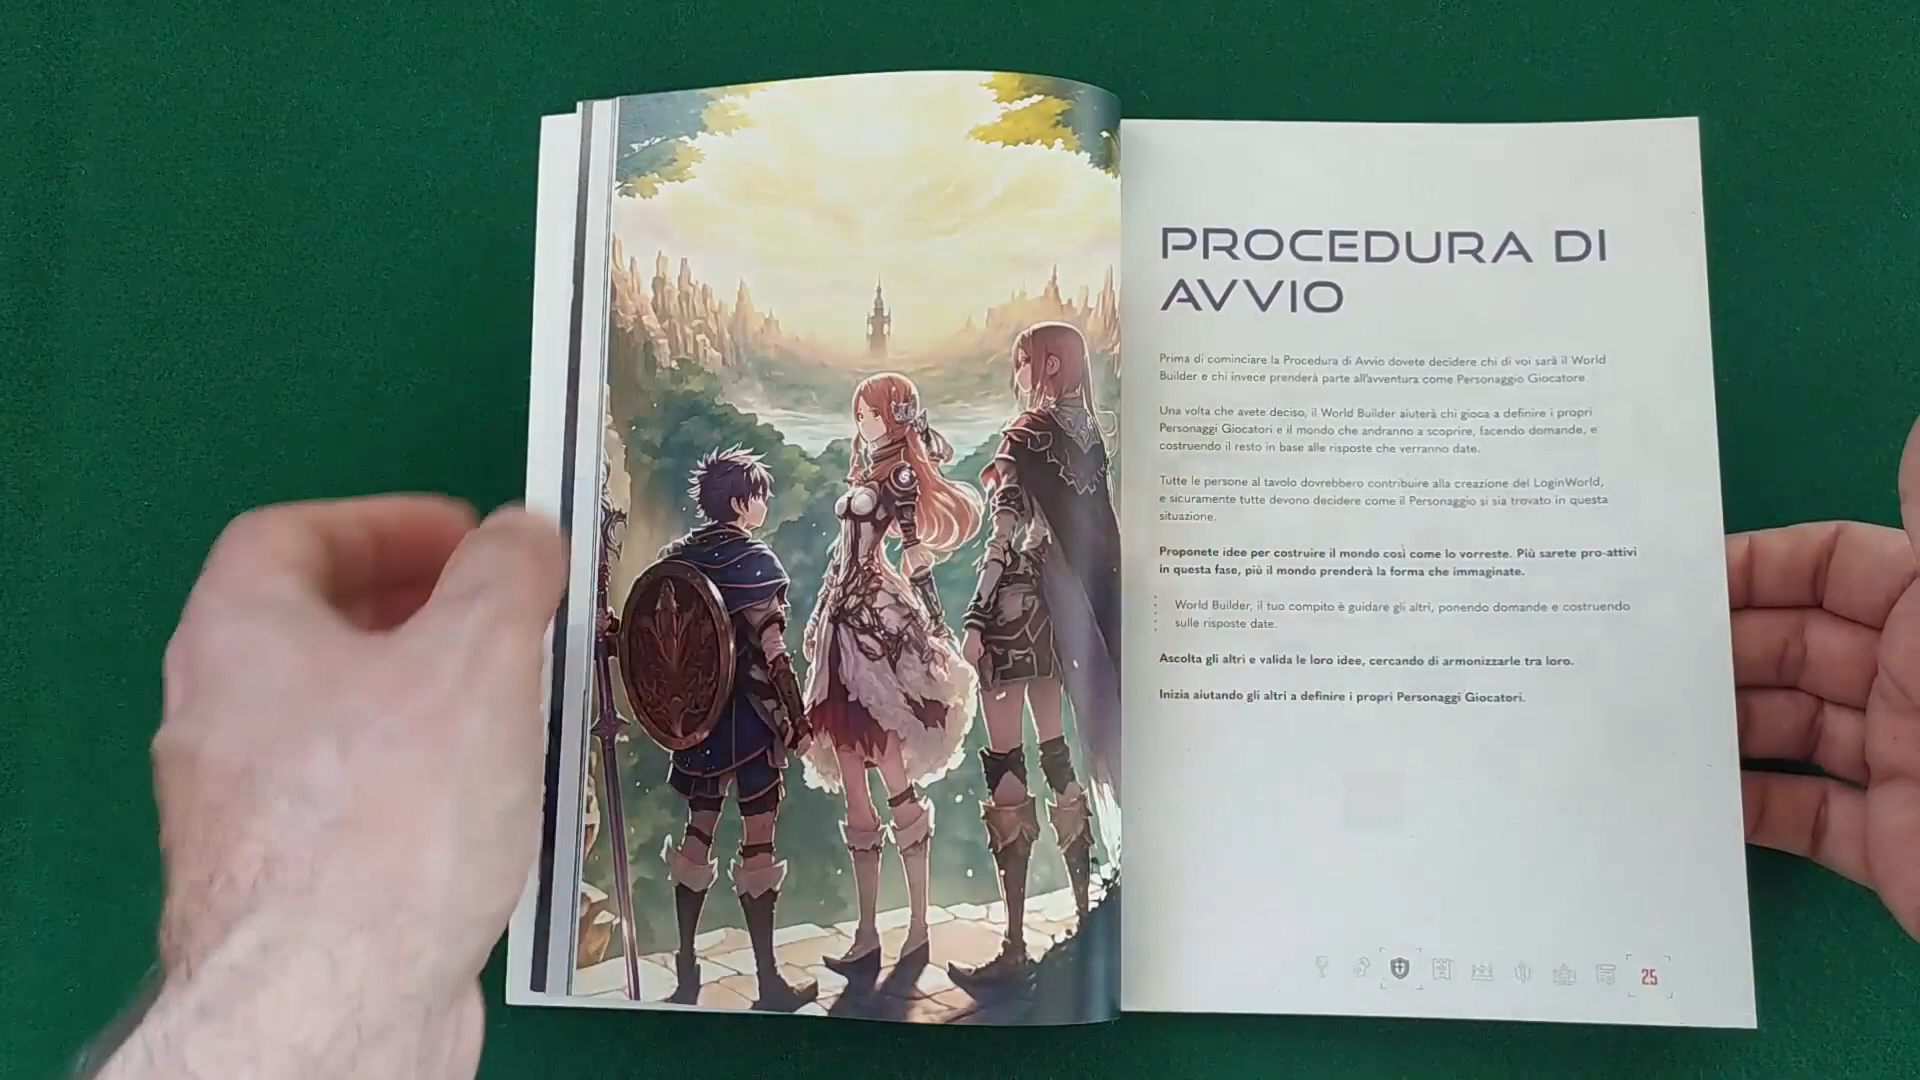 PROCEDURA DI
AVVIO
Prima di cominciare la Procedura di Avvio dovete decidere chi di voi sarà il World
Builder e chi invece prenderà parte all'avventura come Personaggio Giocatore.
Una volta che avete deciso, il World Builder aiuterà chi gioca a definire i propri
Personaggi Giocatori e il mondo che andranno a scoprire, facendo domande, e
costruendo il resto in base alle risposte che verranno date.
Tutte le persone al tavolo dovrebbero contribuire alla creazione del LoginWorld,
e sicuramente tutte devono decidere come il Personaggio si sia trovato in questa
situazione.
Proponete idee per costruire il mondo così come lo vorreste. Più sarete pro-attivi
in questa fase, più il mondo prenderà la forma che immaginate.
World Builder, il tuo compito è guidare gli altri, ponendo domande e costruendo
sulle risposte date.
Ascolta gli altri e valida le loro idee, cercando di armonizzarle tra loro.
Inizia aiutando gli altri a definire i propri Personaggi Giocatori.
25